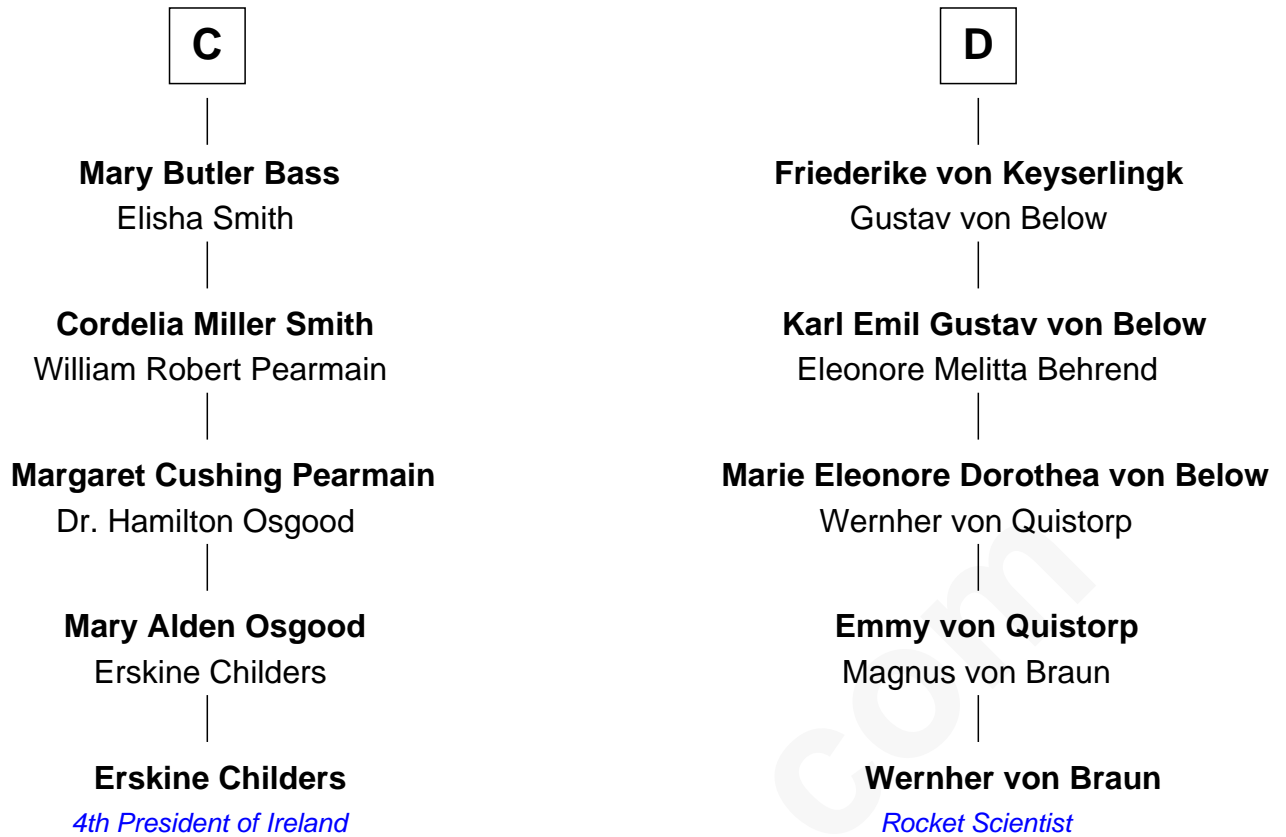 C
Mary Butler Bass
Elisha Smith
Cordelia Miller Smith
William Robert Pearmain
Margaret Cushing Pearmain
Dr. Hamilton Osgood
Mary Alden Osgood
Erskine Childers
Erskine Childers
4th President of Ireland
D
Friederike von Keyserlingk
Gustav von Below
Karl Emil Gustav von Below
Eleonore Melitta Behrend
Marie Eleonore Dorothea von Below
Wernher von Quistorp
Emmy von Quistorp
Magnus von Braun
Wernher von Braun
Rocket Scientist
com